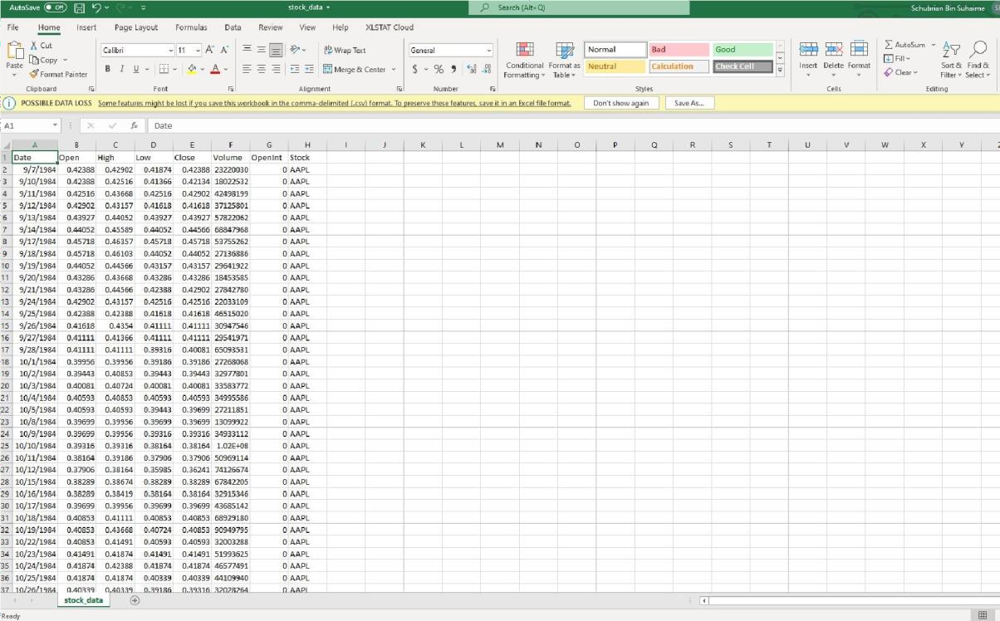 AutoSave Off stock_data Search (Alt+Q) Schubrian Bin Suhaime
File Home Insert Page Layout Formulas Data Review View Help XLSTAT Cloud
Paste Cut Copy Format Painter Clipboard
Calibri 11 B I U Font
Wrap Text Merge & Center Alignment
General $ % Number
Conditional Formatting Format as Table Normal Bad Good Neutral Calculation Check Cell Styles
Insert Delete Format Cells
AutoSum Fill Clear Sort & Filter Find & Select Editing
POSSIBLE DATA LOSS Some features might be lost if you save this workbook in the comma-delimited (.csv) format. To preserve these features, save it in an Excel file format. Don't show again Save As...
A1 fx Date
A B C D E F G H I J K L M N O P Q R S T U V W X Y
1 Date Open High Low Close Volume OpenInt Stock
2 9/7/1984 0.42388 0.42902 0.41874 0.42388 23220030 0 AAPL
3 9/10/1984 0.42388 0.42516 0.41366 0.42134 18022532 0 AAPL
4 9/11/1984 0.42516 0.43668 0.42516 0.42902 42498199 0 AAPL
5 9/12/1984 0.42902 0.43157 0.41618 0.41618 37125801 0 AAPL
6 9/13/1984 0.43927 0.44052 0.43927 0.43927 57822062 0 AAPL
7 9/14/1984 0.44052 0.45589 0.44052 0.44566 68847968 0 AAPL
8 9/17/1984 0.45718 0.46357 0.45718 0.45718 53755262 0 AAPL
9 9/18/1984 0.45718 0.46103 0.44052 0.44052 27136886 0 AAPL
10 9/19/1984 0.44052 0.44566 0.43157 0.43157 29641922 0 AAPL
11 9/20/1984 0.43286 0.43668 0.43286 0.43286 18453585 0 AAPL
12 9/21/1984 0.43286 0.44566 0.42388 0.42902 27842780 0 AAPL
13 9/24/1984 0.42902 0.43157 0.42516 0.42516 22033109 0 AAPL
14 9/25/1984 0.42388 0.42388 0.41618 0.41618 46515020 0 AAPL
15 9/26/1984 0.41618 0.4354 0.41111 0.41111 30947546 0 AAPL
16 9/27/1984 0.41111 0.41366 0.41111 0.41111 29541971 0 AAPL
17 9/28/1984 0.41111 0.41111 0.39316 0.40081 65093531 0 AAPL
18 10/1/1984 0.39956 0.39956 0.39186 0.39186 27268068 0 AAPL
19 10/2/1984 0.39443 0.40853 0.39443 0.39443 32977801 0 AAPL
20 10/3/1984 0.40081 0.40724 0.40081 0.40081 33583772 0 AAPL
21 10/4/1984 0.40593 0.40853 0.40593 0.40593 34995586 0 AAPL
22 10/5/1984 0.40593 0.40593 0.39443 0.39699 27211851 0 AAPL
23 10/8/1984 0.39699 0.39956 0.39699 0.39699 13099922 0 AAPL
24 10/9/1984 0.39699 0.39956 0.39316 0.39316 34933112 0 AAPL
25 10/10/1984 0.39316 0.39316 0.38164 0.38164 1.02E+08 0 AAPL
26 10/11/1984 0.38164 0.39186 0.37906 0.37906 50969114 0 AAPL
27 10/12/1984 0.37906 0.38164 0.35985 0.36241 74126674 0 AAPL
28 10/15/1984 0.38289 0.38674 0.38289 0.38289 67842205 0 AAPL
29 10/16/1984 0.38289 0.38419 0.38164 0.38164 32915346 0 AAPL
30 10/17/1984 0.39699 0.39956 0.39699 0.39699 43685142 0 AAPL
31 10/18/1984 0.40853 0.41111 0.40853 0.40853 68929180 0 AAPL
32 10/19/1984 0.40853 0.43668 0.40724 0.40853 90949795 0 AAPL
33 10/22/1984 0.40853 0.41491 0.40593 0.40593 32003288 0 AAPL
34 10/23/1984 0.41491 0.41874 0.41491 0.41491 51993625 0 AAPL
35 10/24/1984 0.41874 0.42388 0.41874 0.41874 46577491 0 AAPL
36 10/25/1984 0.41874 0.41874 0.40339 0.40339 44109940 0 AAPL
37 10/26/1984 0.40339 0.40339 0.39186 0.39316 32028264 0 AAPL
stock_data
Ready